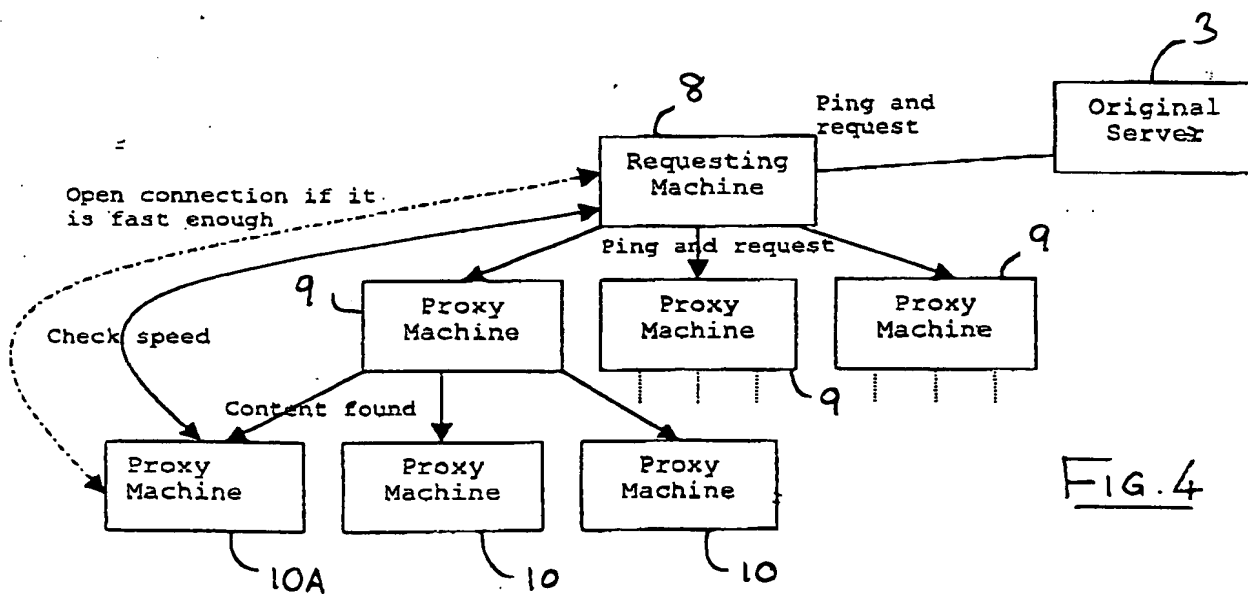 3
8
Ping and
request
Original
Server
Requesting
Machine
Open connection if it
is fast enough
Ping and request
9
9
Proxy
Machine
Proxy
Machine
Proxy
Machine
Check speed
9
Content found
Proxy
Machine
Proxy
Machine
Proxy
Machine
FIG.4
10A
10
10